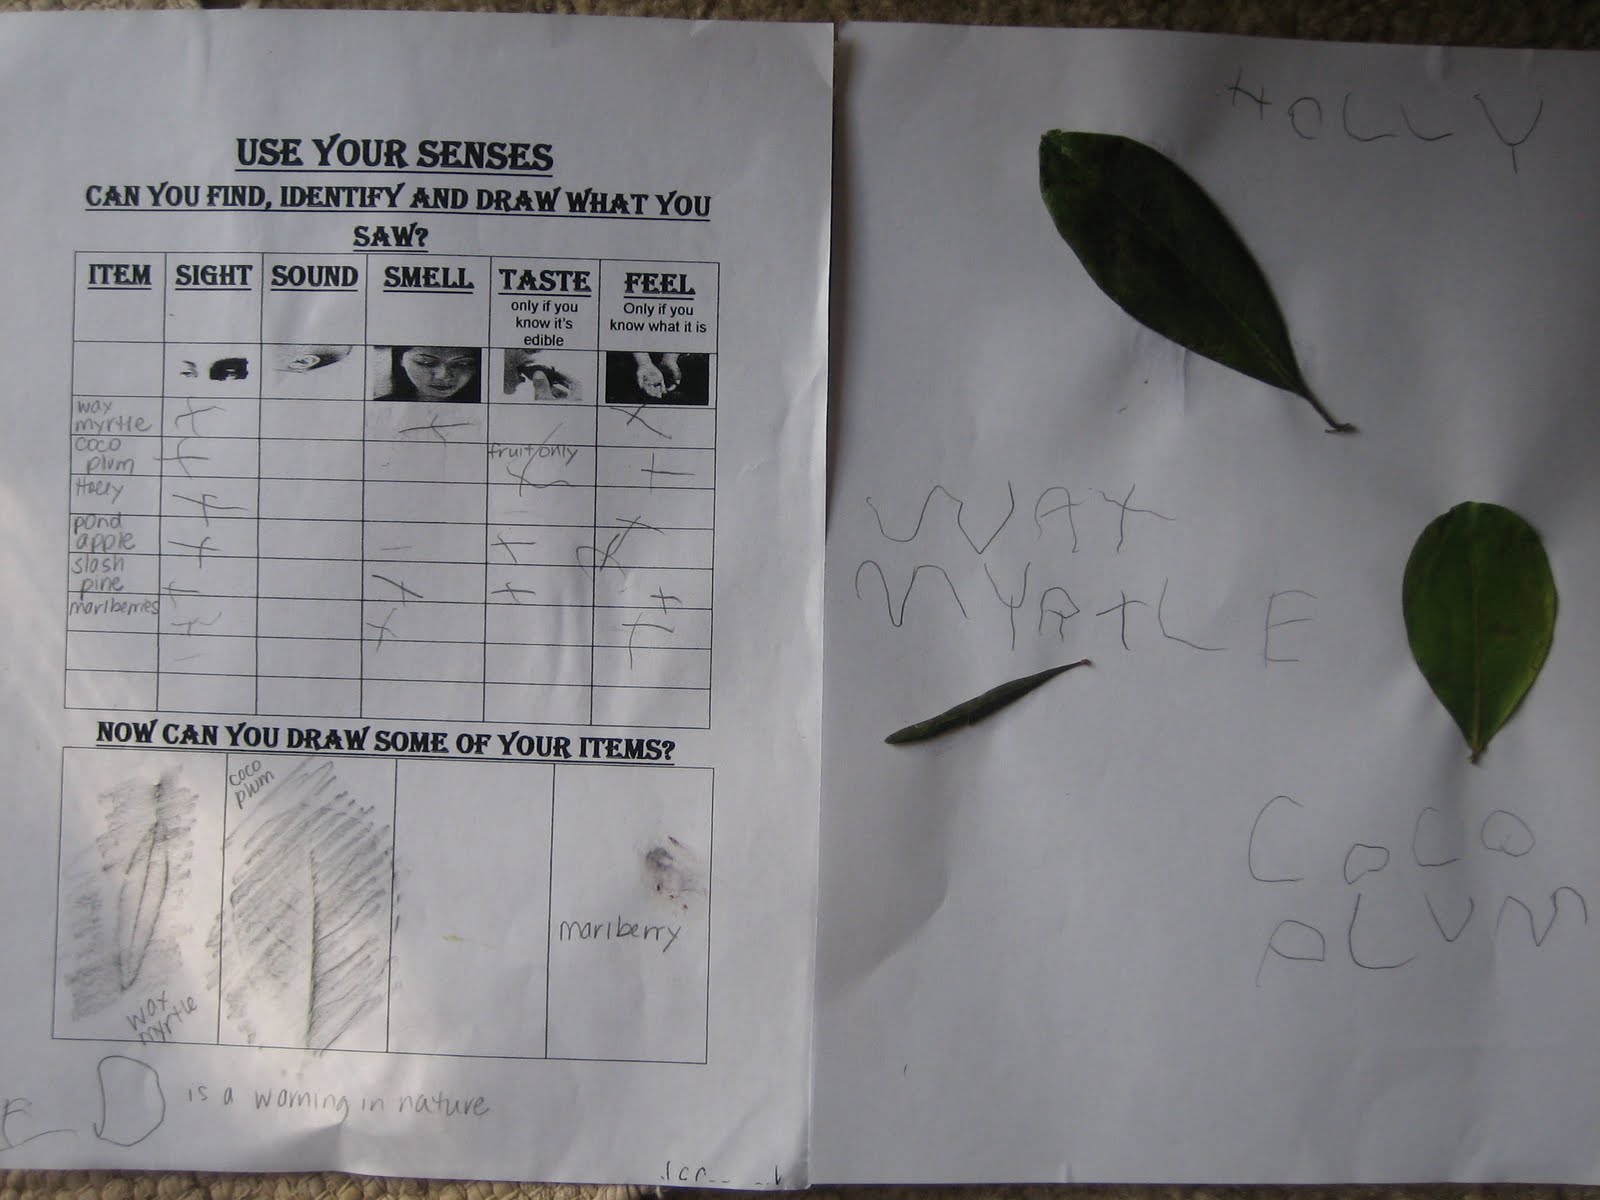 USE YOUR SENSES
CAN YOU FIND, IDENTIFY AND DRAW WHAT YOU
SAW?
ITEM SIGHT SOUND SMELL TASTE FEEL
only if you know it's edible
Only if you know what it is
wax
myrtle x x x
coco
plum x fruit only x x
Holly x x
pond
apple x x x
slash
pine x x x x
marlberries x x x
NOW CAN YOU DRAW SOME OF YOUR ITEMS?
wax
myrtle
coco
plum
marlberry
E D is a warning in nature
HOLLY
WAX
MYRTLE
COCO
PLUM